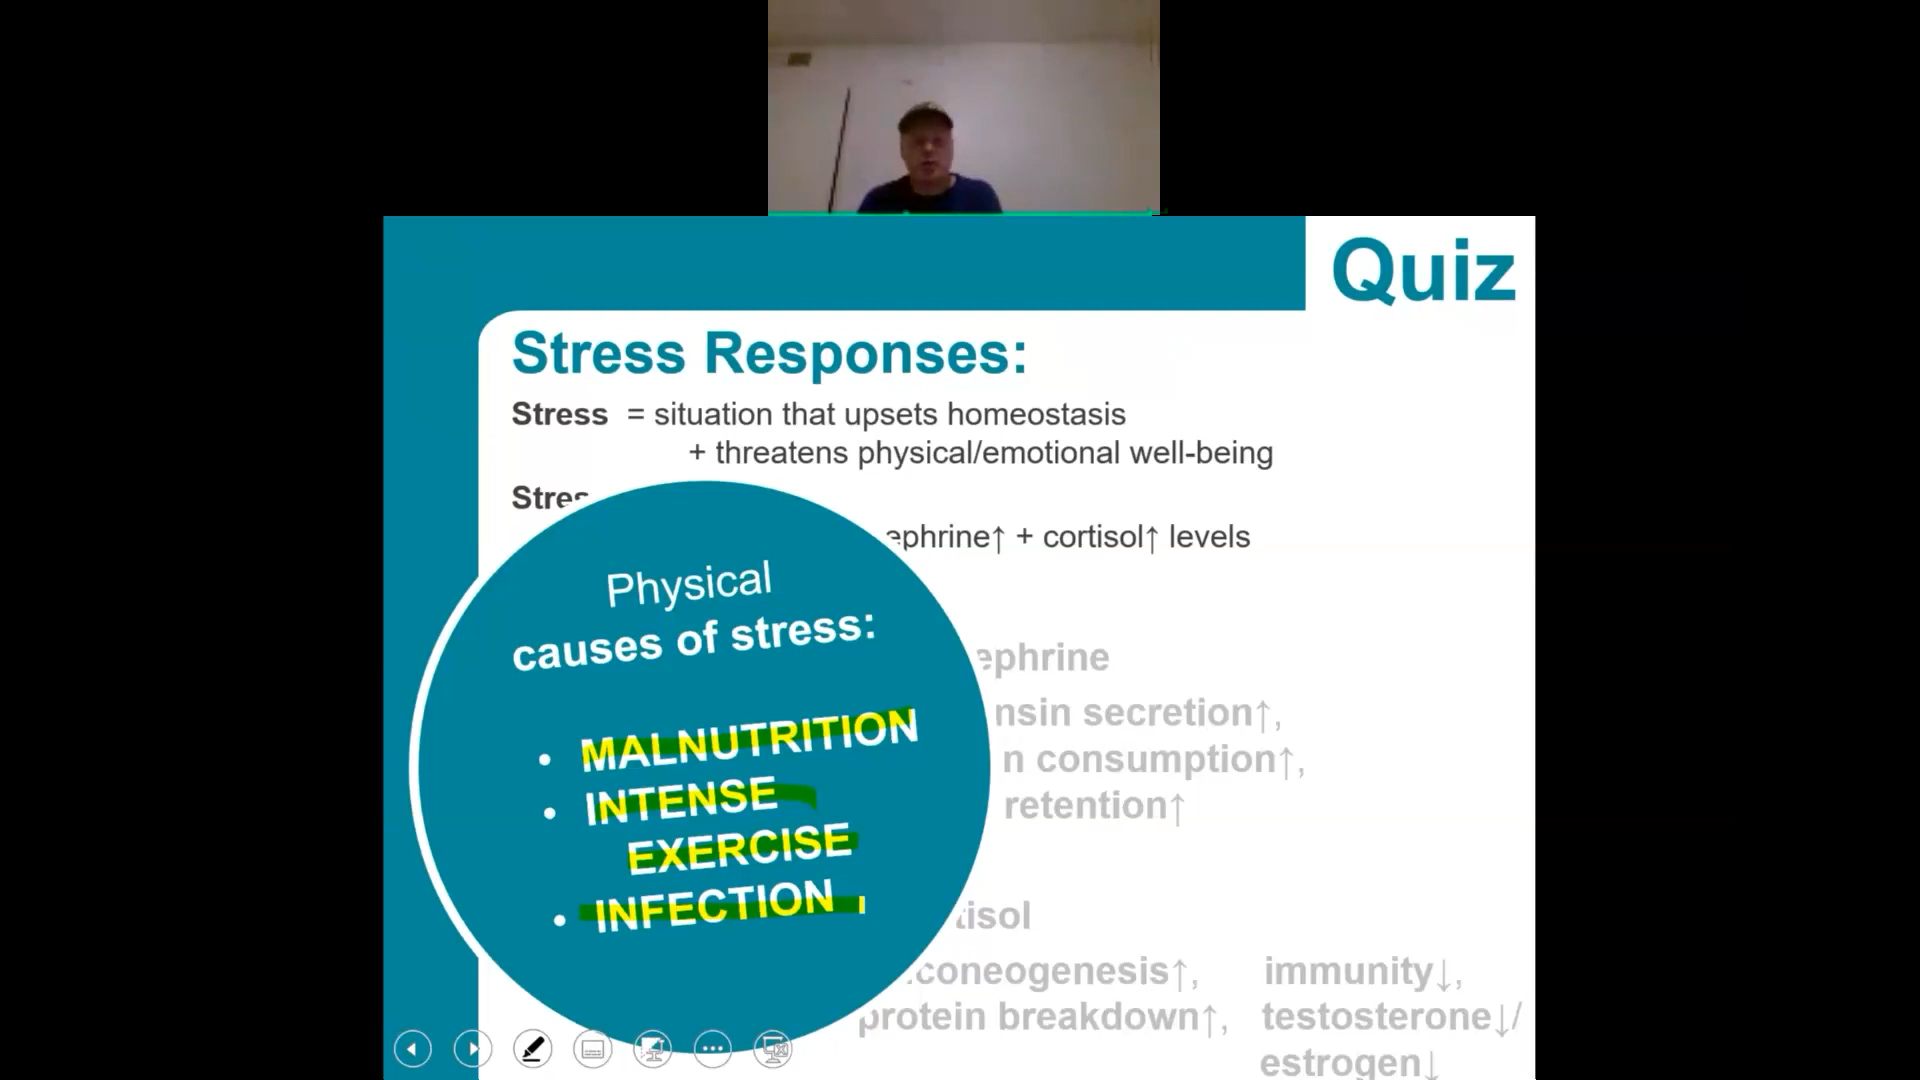 Quiz
Stress Responses:
Stress = situation that upsets homeostasis
+ threatens physical/emotional well-being
ephrine↑ + cortisol↑ levels
Physical
causes of stress:
• MALNUTRITION
• INTENSE
EXERCISE
• INFECTION
ephrine
nsin secretion↑,
n consumption↑,
retention↑
tisol
coneogenesis↑, immunity↓,
protein breakdown↑, testosterone↓/
estrogen↓